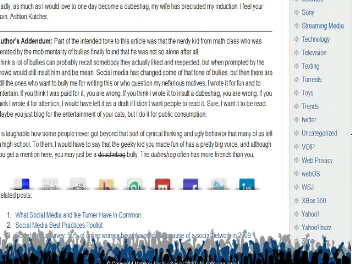 adly, as much as I would love to one day become a dubeshag, my wife has precluded my induction. I feel your
ain, Ashton Kutcher.
uthor's Addendum: Part of the intended tone to this article was that the nerdy kid from math class who was
erated by the mob mentality of bullies finally found that he was not so alone after all.
hink a lot of bullies can probably recall somebody they actually liked and respected, but when prompted by the
rowd would still insult him and be mean. Social media has changed some of that tone of bullies, but then there are
ill the ones who want to bully me for writing this or who question my nefarious motives. I wrote it for fun and to
ntertain. If you think I was paid for it, you are wrong. If you think I wrote it to insult a dubeshag, you are wrong. If you
ink I wrote it for attention, I would have left it as a draft if I didn't want people to read it. Sure, I want it to be read.
aybe you just blog for the entertainment of your cats, but I do it for public consumption.
is laughable how some people never got beyond that sort of cynical thinking and ugly behavior that many of us left
high school. To them, I would have to say that the geeky kid you made fun of has a pretty big voice, and although
ou get a mention here, you may just be a douchebag bully. The dubeshag often has more friends than you.
elated posts:
1. What Social Media and Ike Turner Have In Common
2. Social Media Best Practices Toolkit
Sony
Streaming Media
Technology
Television
Texting
Torrents
Toys
Trends
twitter
Uncategorized
VOIP
Web Privacy
webOS
WSJ
XBox 360
Yahoo!
Yahoo! buzz